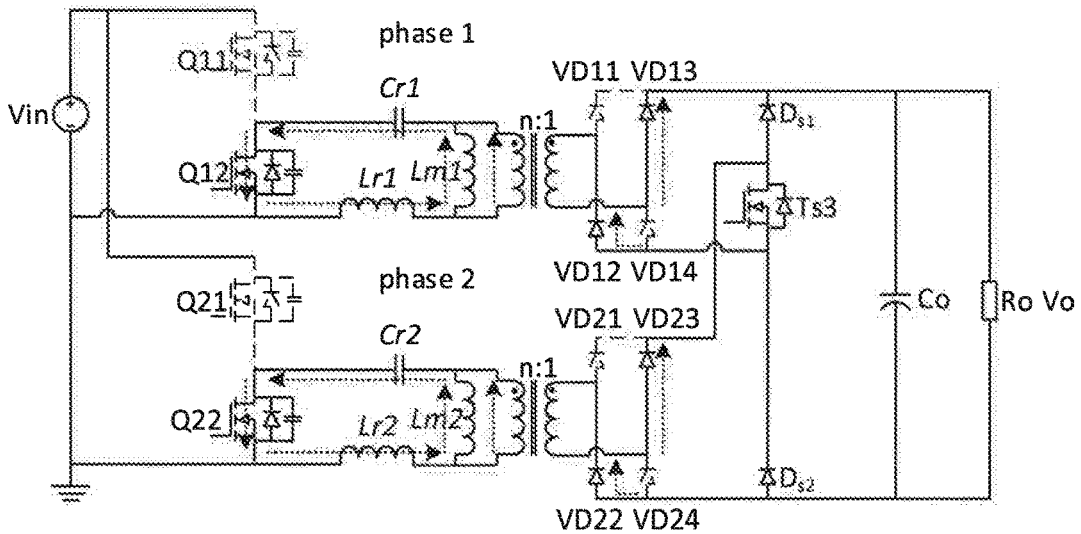 phase 1
Q11
Cr1
VD11 VD13
Vin
n:1
Ds1
Q12
Lr1
Lm1
Ts3
VD12 VD14
phase 2
Q21
Cr2
VD21 VD23
Co
Ro Vo
n:1
Q22
Lr2
Lm2
Ds2
VD22 VD24